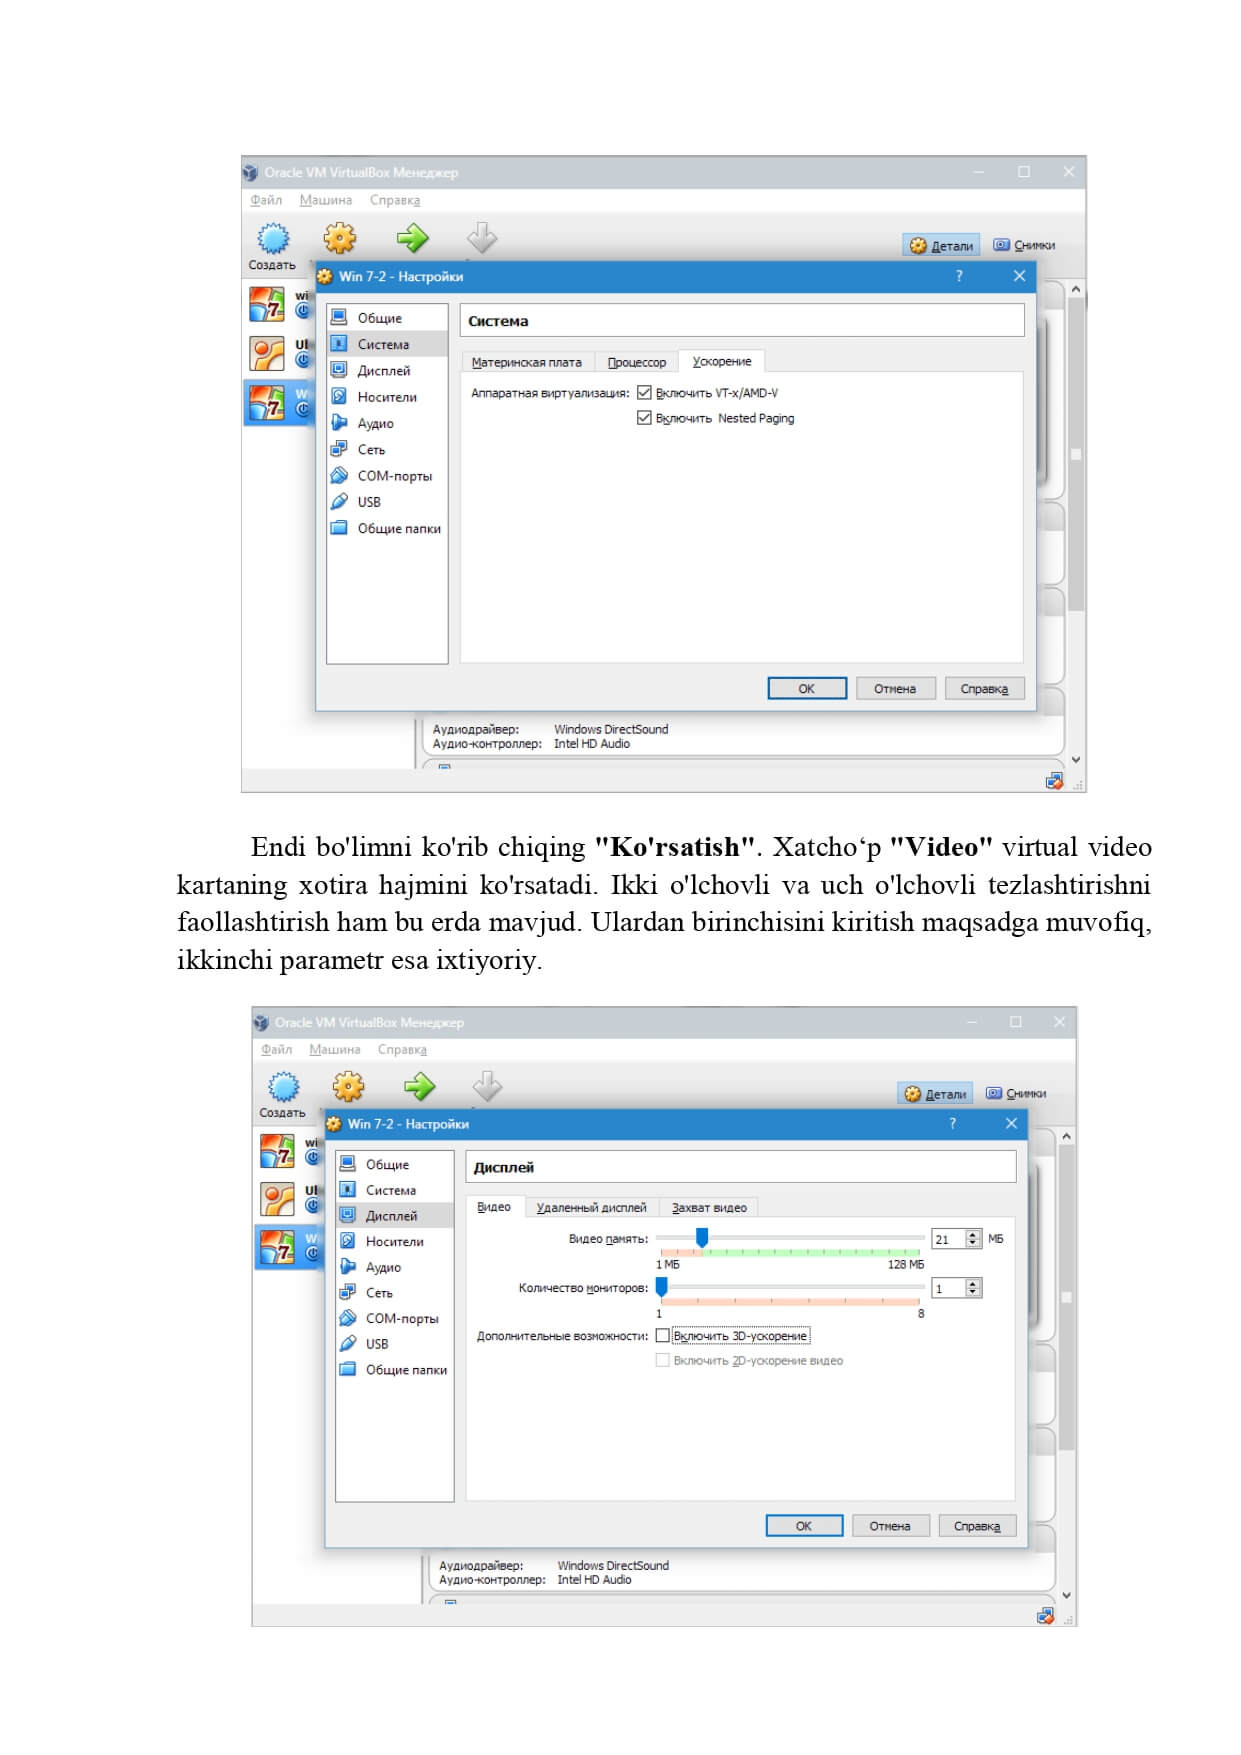 Oracle VM VirtualBox Менеджер
Файл Машина Справка
Создать Детали Снимки
Win 7-2 - Настройки ?
wi
Ul
W
7
Общие
Система
Дисплей
Носители
Аудио
Сеть
COM-порты
USB
Общие папки
Система
Материнская плата Процессор Ускорение
Аппаратная виртуализация: Включить VT-x/AMD-V
Включить Nested Paging
OK Отмена Справка
Аудиодрайвер: Windows DirectSound
Аудио-контроллер: Intel HD Audio
Endi bo'limni ko'rib chiqing "Ko'rsatish". Xatcho‘p "Video" virtual video
kartaning xotira hajmini ko'rsatadi. Ikki o'lchovli va uch o'lchovli tezlashtirishni
faollashtirish ham bu erda mavjud. Ulardan birinchisini kiritish maqsadga muvofiq,
ikkinchi parametr esa ixtiyoriy.
Oracle VM VirtualBox Менеджер
Файл Машина Справка
Создать Детали Снимки
Win 7-2 - Настройки ?
wi
Ul
W
7
Общие
Система
Дисплей
Носители
Аудио
Сеть
COM-порты
USB
Общие папки
Дисплей
Видео Удаленный дисплей Захват видео
Видео память: 21 МБ
1 МБ 128 МБ
Количество мониторов: 1
1 8
Дополнительные возможности: Включить 3D-ускорение
Включить 2D-ускорение видео
OK Отмена Справка
Аудиодрайвер: Windows DirectSound
Аудио-контроллер: Intel HD Audio